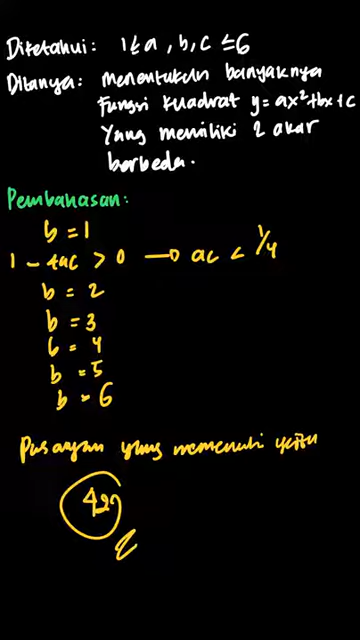 Diketahui: 1 ≤ a, b, c ≤ 6
Ditanya: menentukan banyaknya
fungsi kuadrat y = ax² + bx + c
yang memiliki 2 akar
berbeda.
Pembahasan:
b = 1
1 - 4ac > 0 → ac < 1/4
b = 2
b = 3
b = 4
b = 5
b = 6
Pasangan yang memenuhi yaitu